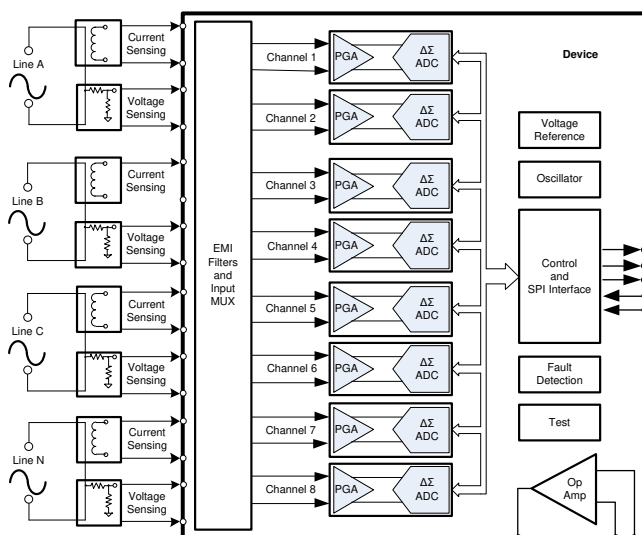 Line A
Current
Sensing
Voltage
Sensing
Line B
Current
Sensing
Voltage
Sensing
Line C
Current
Sensing
Voltage
Sensing
Line N
Current
Sensing
Voltage
Sensing
EMI
Filters
and
Input
MUX
Channel 1
PGA
ΔΣ
ADC
Channel 2
PGA
ΔΣ
ADC
Channel 3
PGA
ΔΣ
ADC
Channel 4
PGA
ΔΣ
ADC
Channel 5
PGA
ΔΣ
ADC
Channel 6
PGA
ΔΣ
ADC
Channel 7
PGA
ΔΣ
ADC
Channel 8
PGA
ΔΣ
ADC
Device
Voltage
Reference
Oscillator
Control
and
SPI Interface
Fault
Detection
Test
Op
Amp